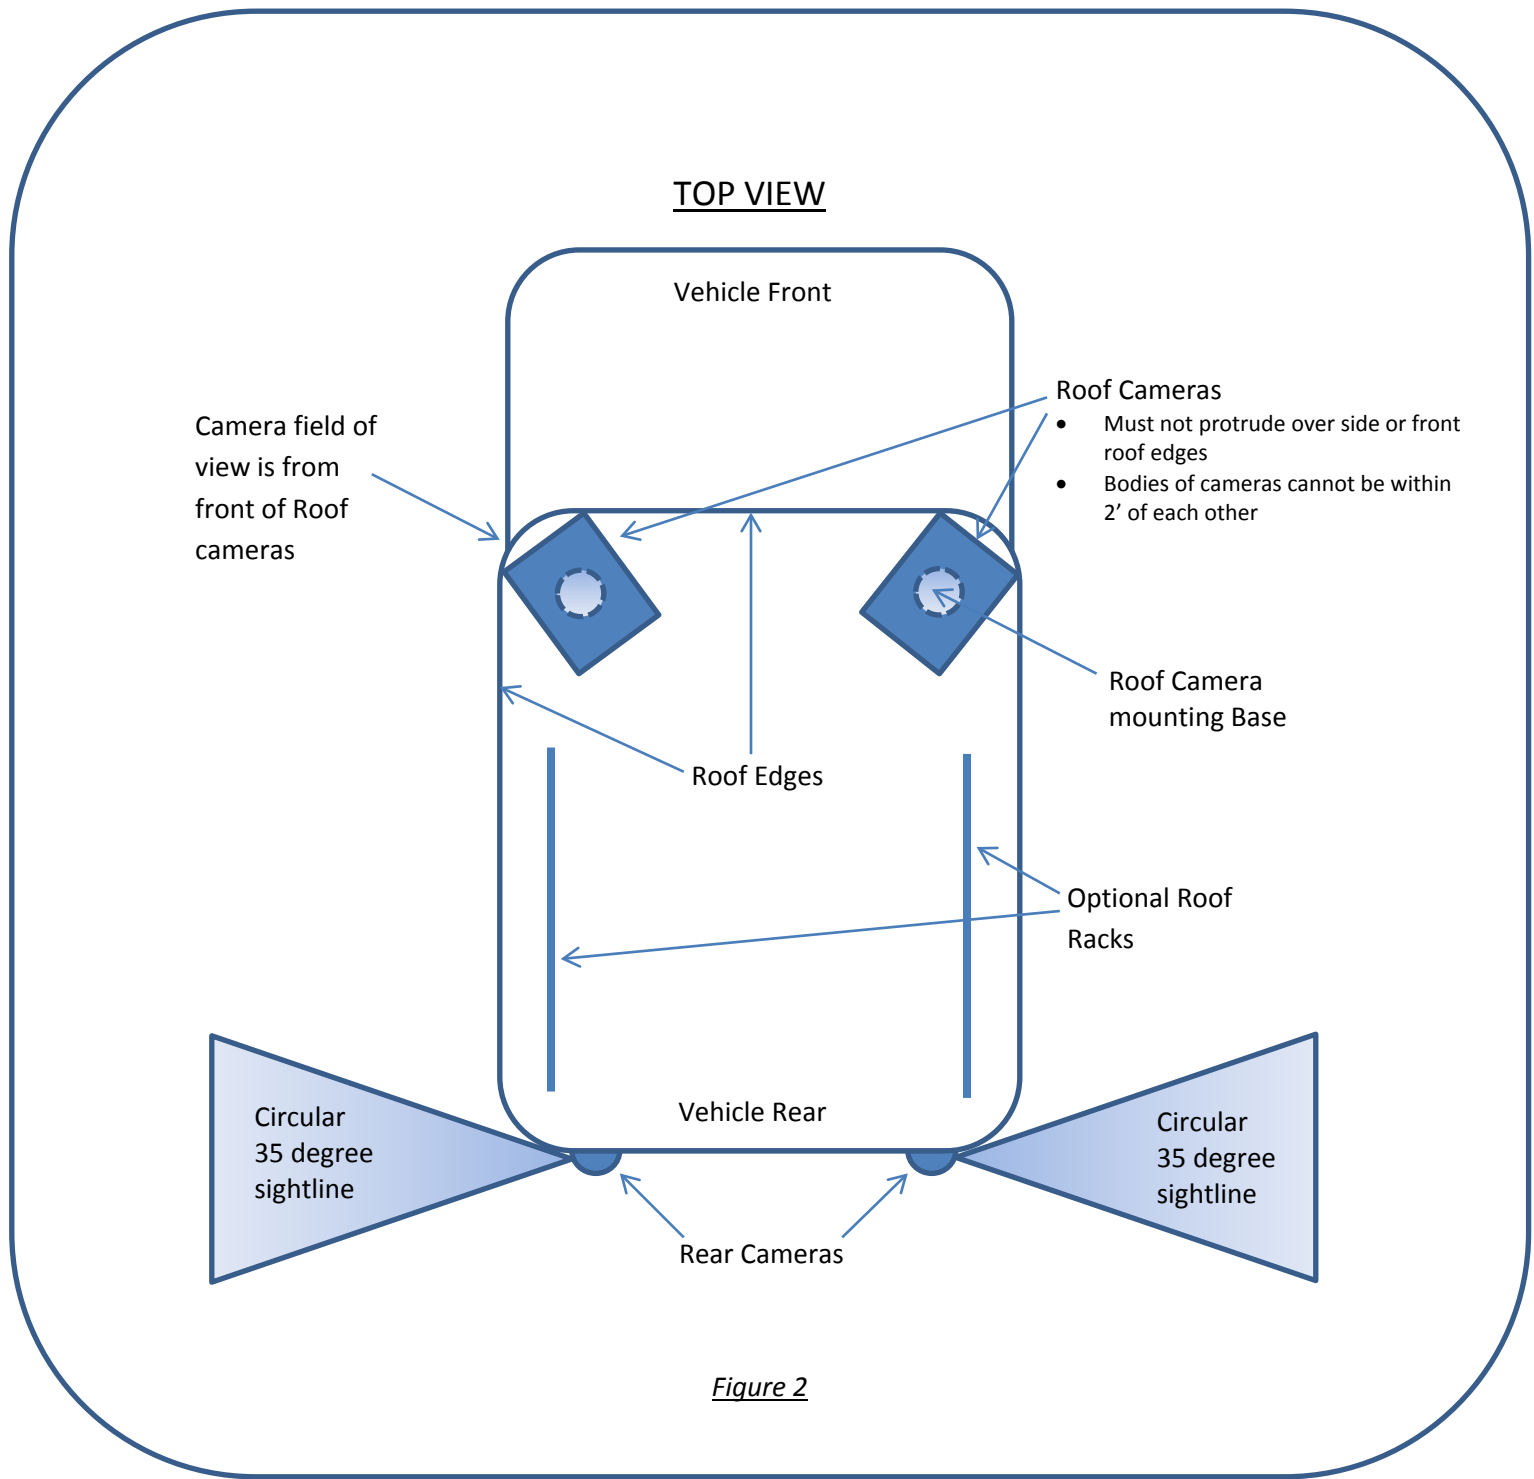 TOP VIEW
Vehicle Front
Camera field of
view is from
front of Roof
cameras
Roof Cameras
• Must not protrude over side or front
roof edges
• Bodies of cameras cannot be within
2’ of each other
Roof Camera
mounting Base
Roof Edges
Optional Roof
Racks
Circular
35 degree
sightline
Vehicle Rear
Circular
35 degree
sightline
Rear Cameras
Figure 2